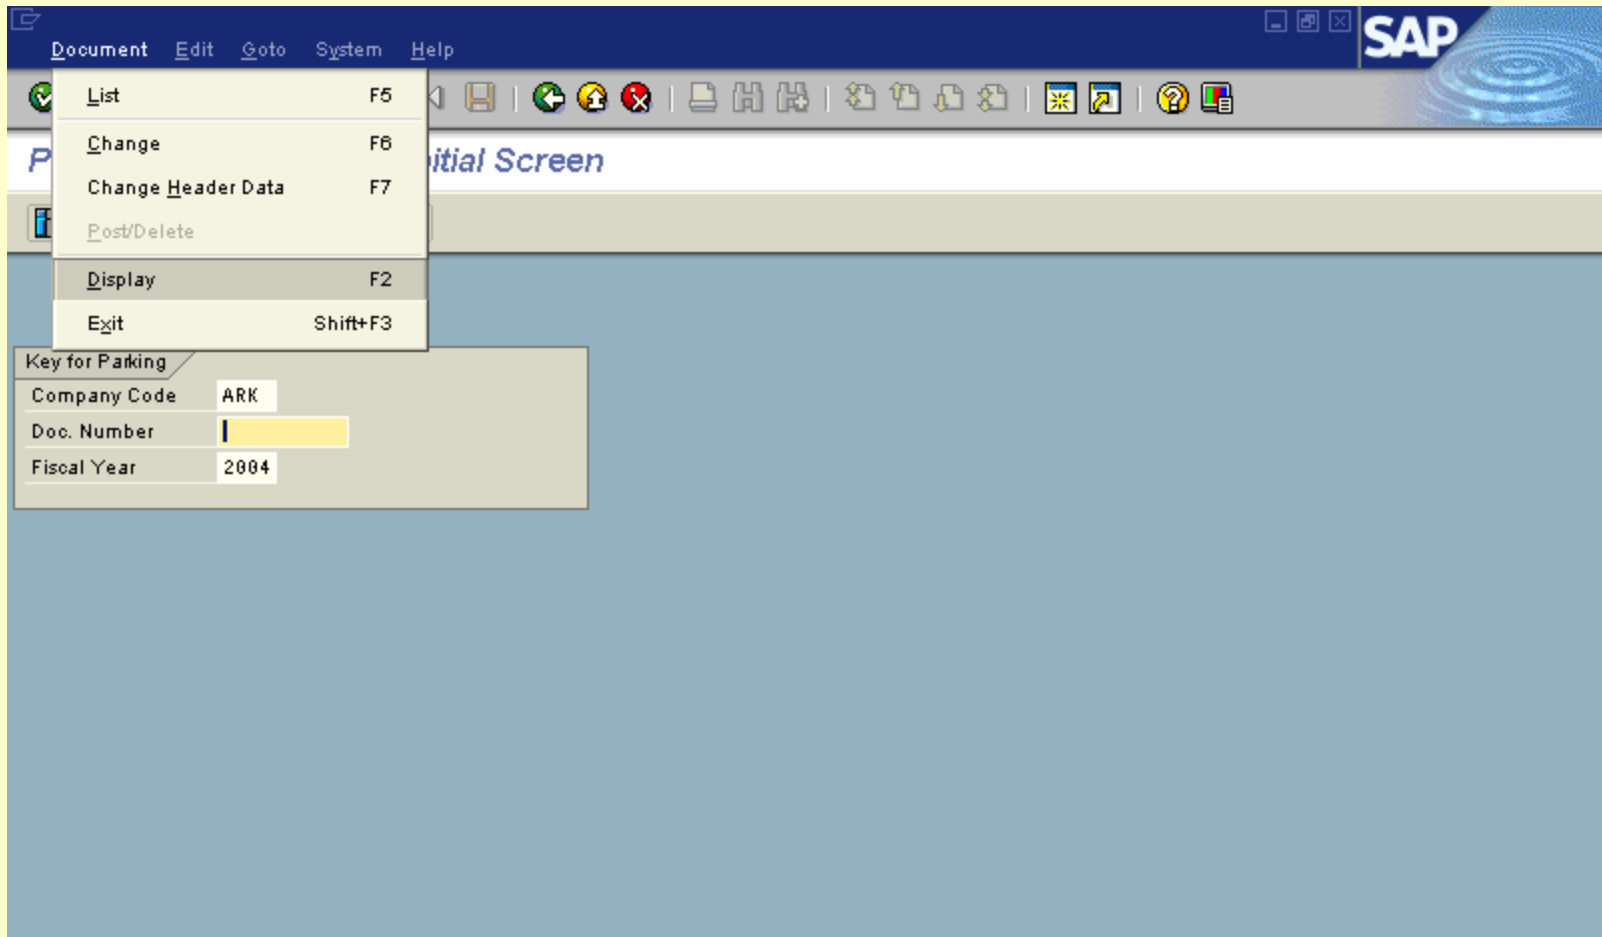 Document Edit Goto System Help
SAP
List F5
Change F6
Change Header Data F7
Post/Delete
Display F2
Exit Shift+F3
P
itial Screen
Key for Parking
Company Code ARK
Doc. Number
Fiscal Year 2004